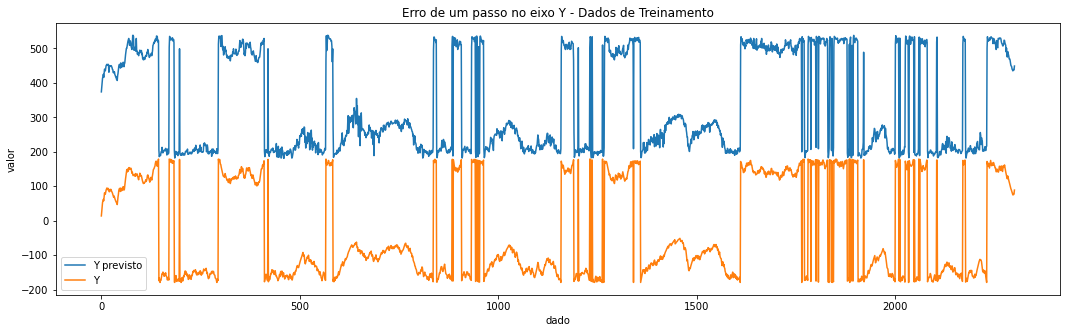 Erro de um passo no eixo Y - Dados de Treinamento
valor
500
400
300
200
100
0
−100
−200
Y previsto
Y
0
500
1000
1500
2000
dado